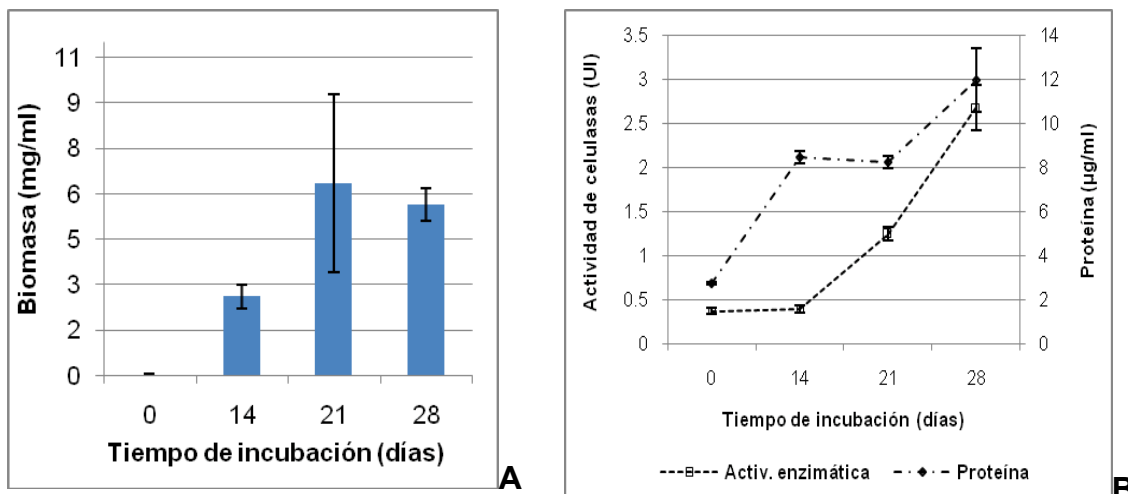 Biomasa (mg/ml)
11
9
8
6
5
3
2
0
0 14 21 28
Tiempo de incubación (días)
A
Actividad de celulasas (UI)
3.5
3
2.5
2
1.5
1
0.5
0
14
12
10
8
6
4
2
0
Proteína (µg/ml)
0 14 21 28
Tiempo de incubación (días)
Activ. enzimática Proteína
B